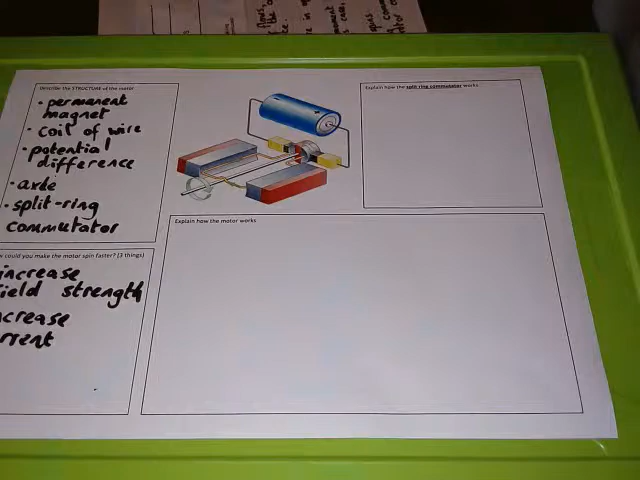 Describe the STRUCTURE of the motor
• permanent
magnet
• coil of wire
• potential
difference
• axle
• split-ring
commutator
could you make the motor spin faster? (3 things)
increase
field strength
increase
current
Explain how the split ring commutator works
Explain how the motor works